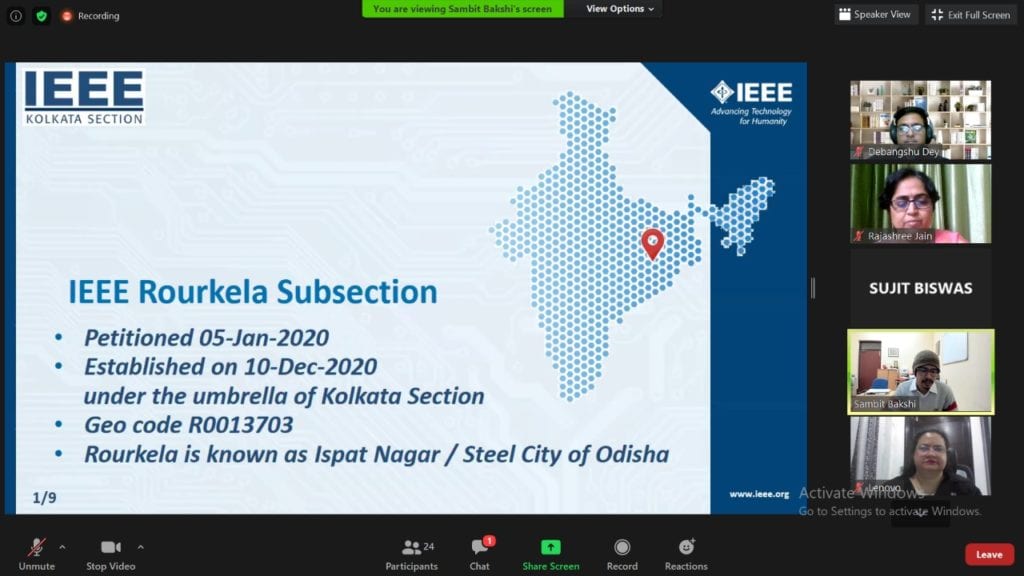 Recording
You are viewing Sambit Bakshi's screen
View Options
Speaker View
Exit Full Screen
IEEE
KOLKATA SECTION
IEEE
Advancing Technology
for Humanity
IEEE Rourkela Subsection
• Petitioned 05-Jan-2020
• Established on 10-Dec-2020
under the umbrella of Kolkata Section
• Geo code R0013703
• Rourkela is known as Ispat Nagar / Steel City of Odisha
1/9
www.ieee.org
Debangshu Dey
Rajashree Jain
SUJIT BISWAS
Sambit Bakshi
Lenovo
Activate Windows
Go to Settings to activate Windows.
Unmute
Stop Video
24
Participants
1
Chat
Share Screen
Record
Reactions
Leave